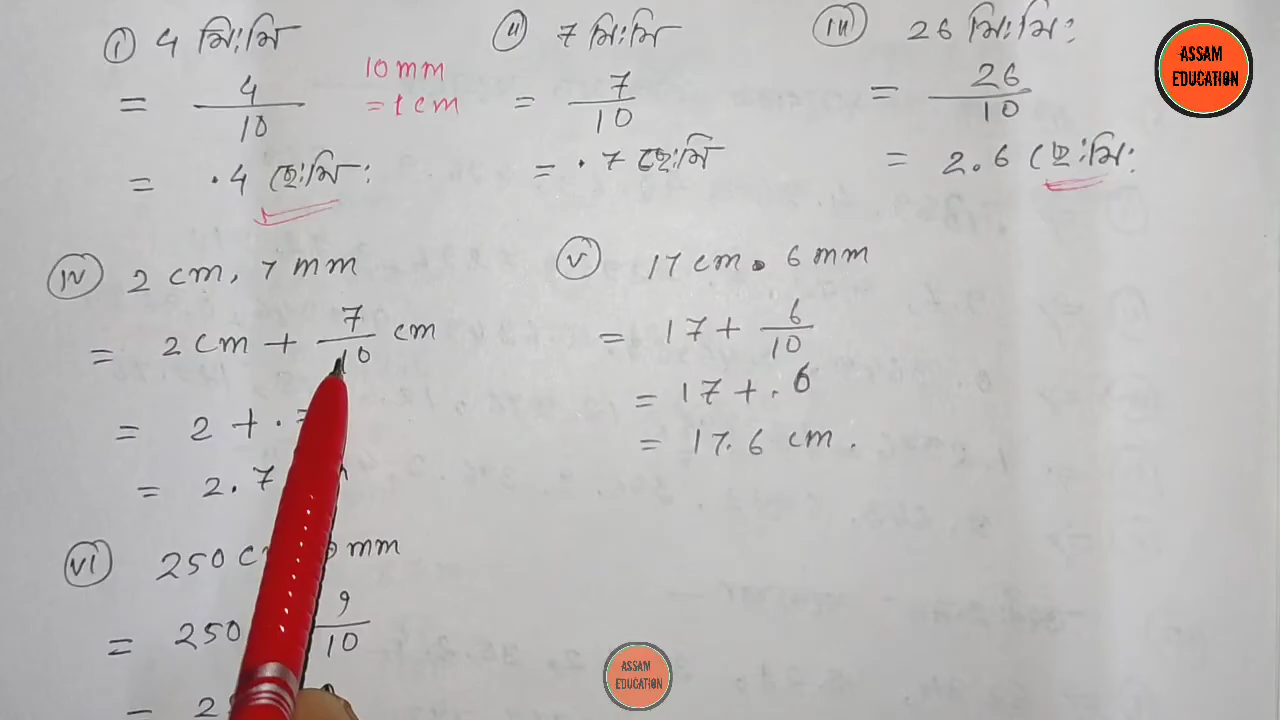 (i) 4 মি:মি
= 4/10
10 mm
= 1 cm
= .4 ছে:মি:
(ii) 7 মি:মি
= 7/10
= .7 ছে:মি
(iii) 26 মি:মি:
= 26/10
= 2.6 ছে:মি:
(iv) 2 cm, 7 mm
= 2 cm + 7/10 cm
= 2 + .7
= 2.7
(v) 17 cm. 6 mm
= 17 + 6/10
= 17 + .6
= 17.6 cm.
(vi) 250 mm
= 250 9/10
ASSAM
EDUCATION
ASSAM
EDUCATION